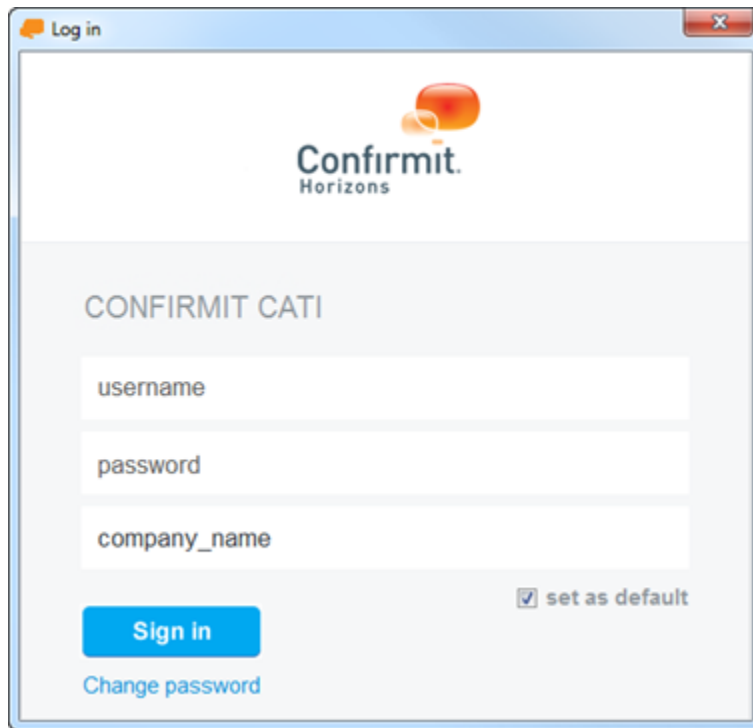 Log in
Confirmit.
Horizons
CONFIRMIT CATI
username
password
company_name
set as default
Sign in
Change password